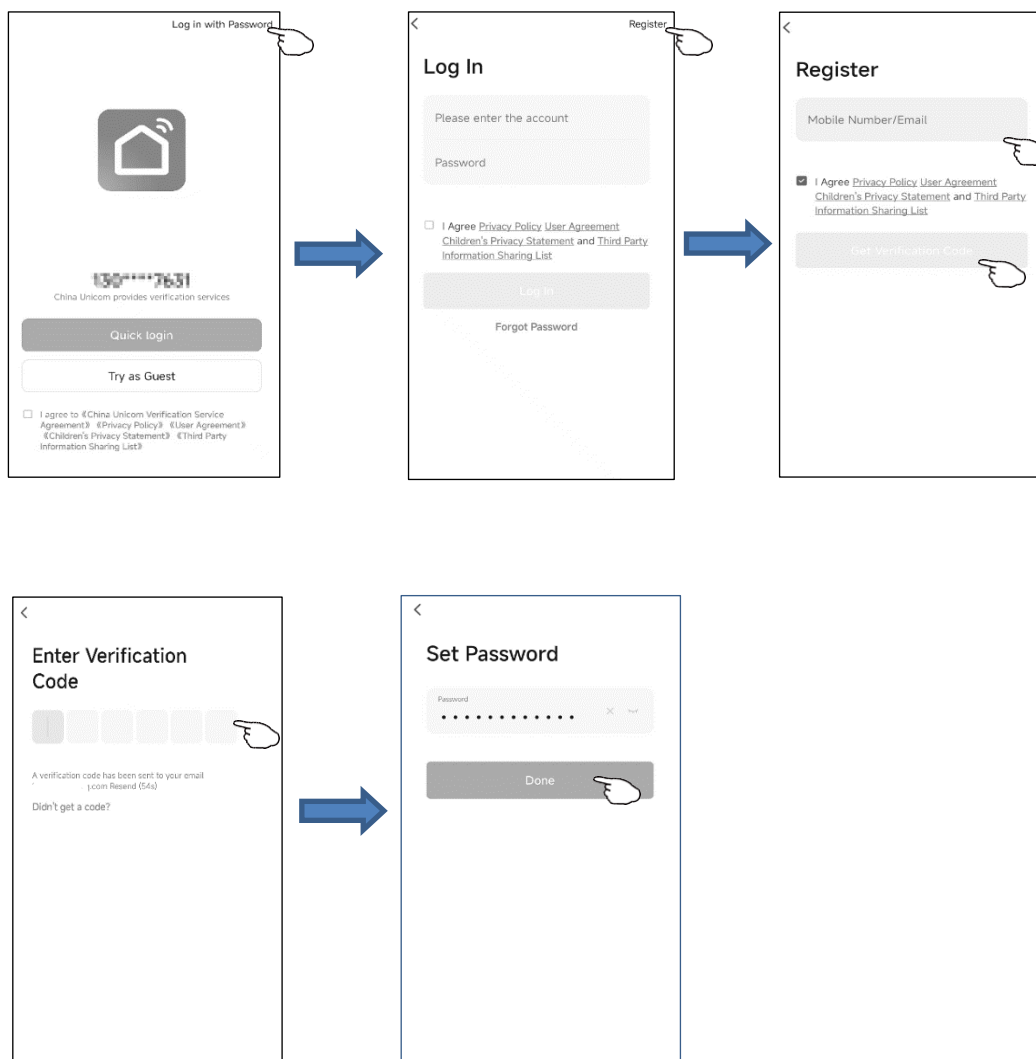 Log in with Password
130****7631
China Unicom provides verification services
Quick login
Try as Guest
I agree to 《China Unicom Verification Service
Agreement》 《Privacy Policy》 《User Agreement》
《Children's Privacy Statement》 《Third Party
Information Sharing List》
Register
Log In
Please enter the account
Password
I Agree Privacy Policy User Agreement
Children's Privacy Statement and Third Party
Information Sharing List
Log In
Forgot Password
Register
Mobile Number/Email
I Agree Privacy Policy User Agreement
Children's Privacy Statement and Third Party
Information Sharing List
Get Verification Code
Enter Verification
Code
A verification code has been sent to your email
.com Resend (54s)
Didn't get a code?
Set Password
Password
Done